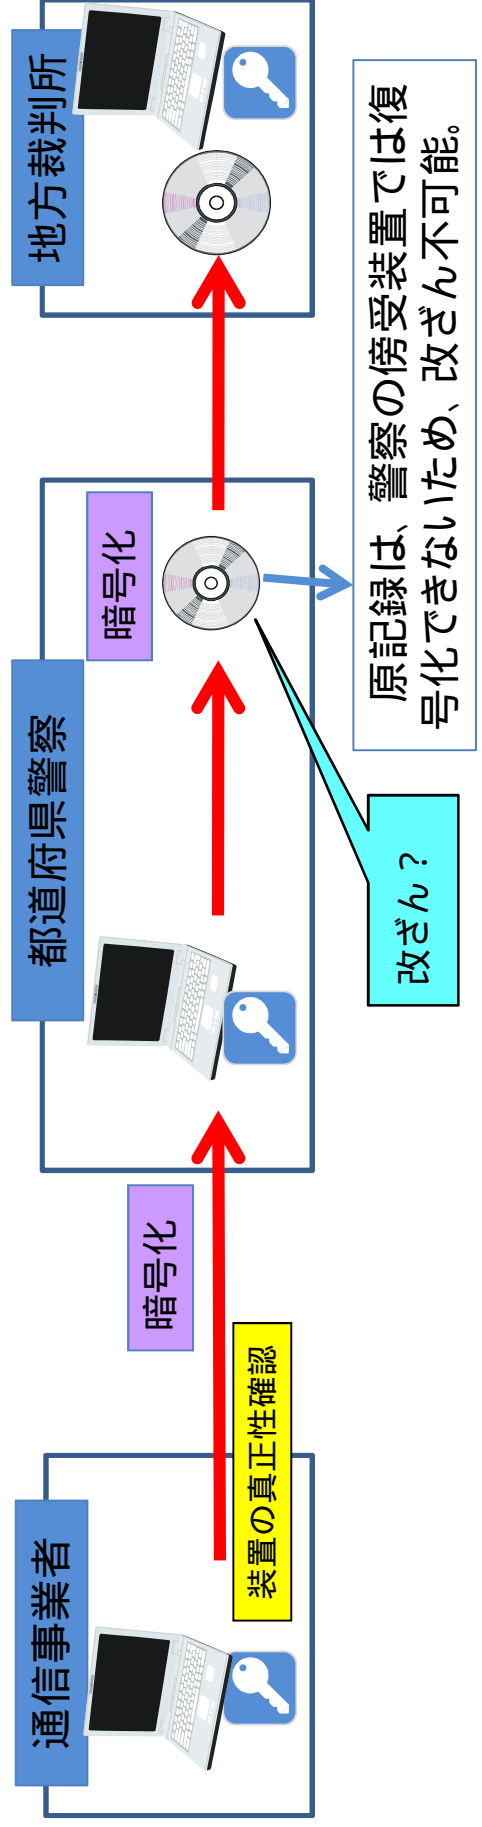 通信事業者
装置の真正性確認
暗号化
都道府県警察
暗号化
改ざん？
原記録は、警察の傍受装置では復
号化できないため、改ざん不可能。
地方裁判所